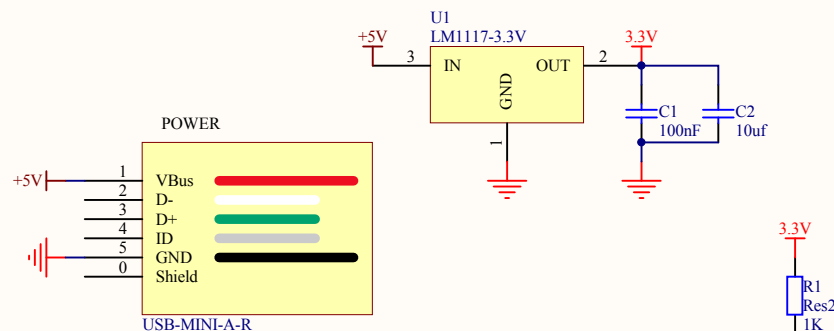 U1
LM1117-3.3V
+5V
3
IN
OUT
2
3.3V
GND
1
C1
100nF
C2
10uf
POWER
+5V
1
VBus
2
D-
3
D+
4
ID
5
GND
0
Shield
USB-MINI-A-R
3.3V
R1
Res2
1K